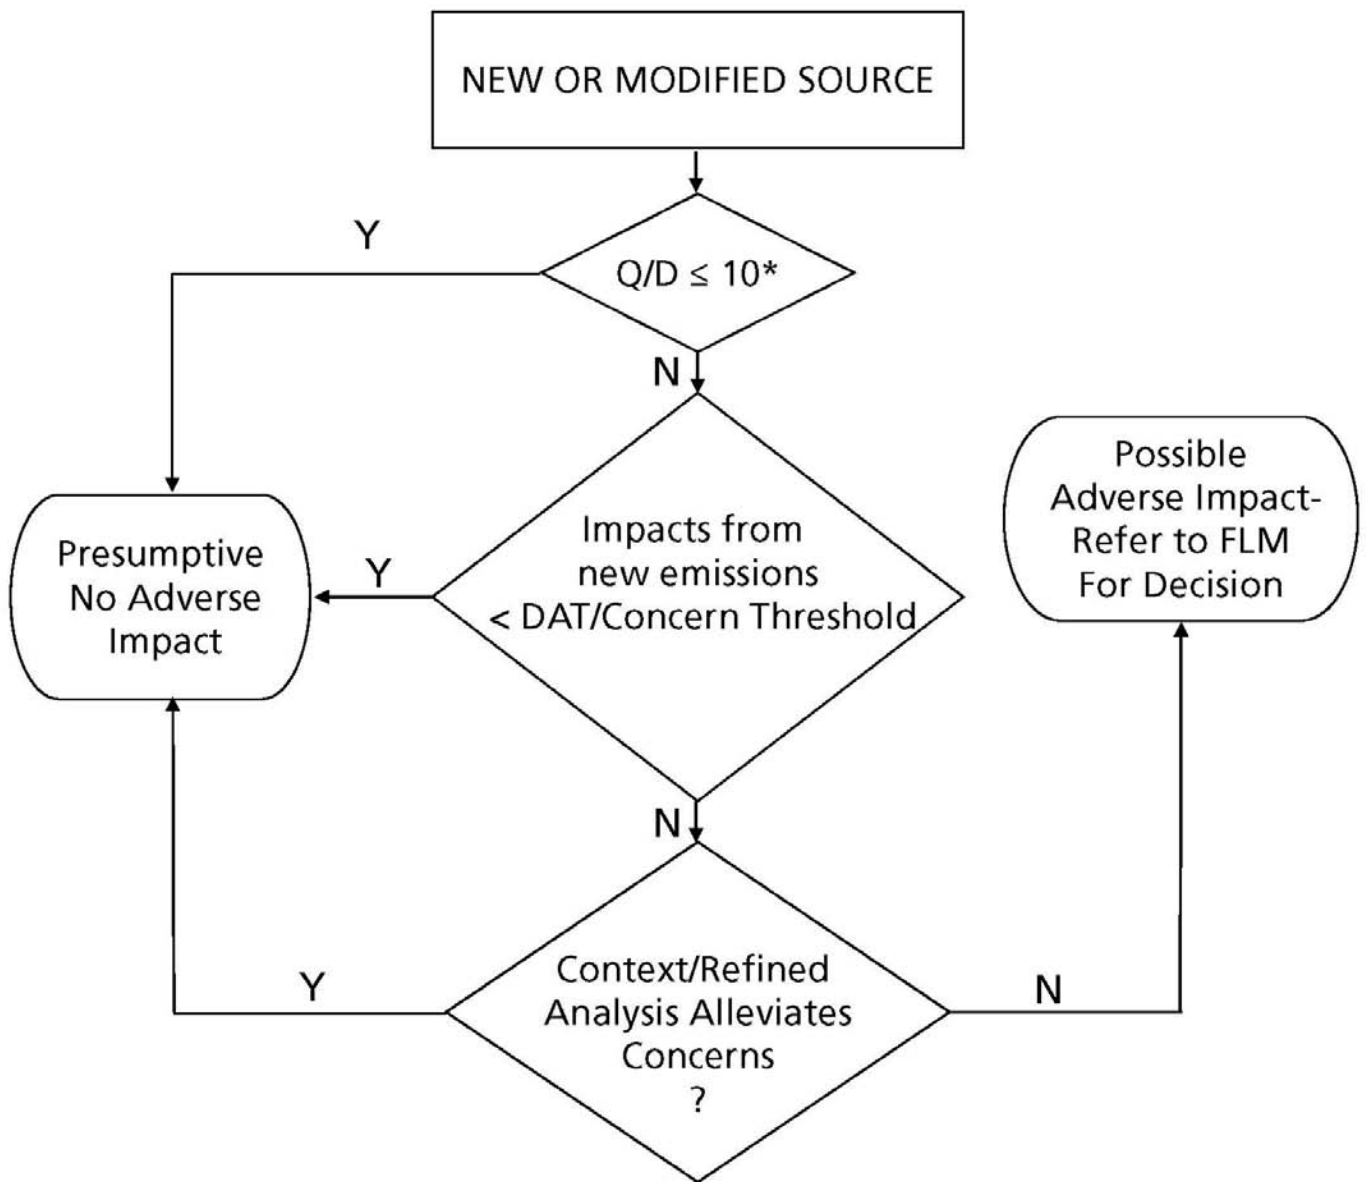 NEW OR MODIFIED SOURCE
Y
Q/D ≤ 10*
N
Possible
Adverse Impact-
Refer to FLM
For Decision
Impacts from
new emissions
< DAT/Concern Threshold
Y
Presumptive
No Adverse
Impact
N
Context/Refined
Analysis Alleviates
Concerns
?
Y
N